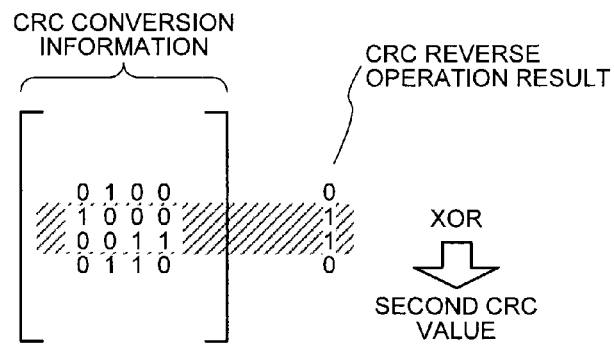 CRC CONVERSION
INFORMATION
CRC REVERSE
OPERATION RESULT
0 1 0 0 0
1 0 0 0 1
0 0 1 1 1
0 1 1 0 0
XOR
SECOND CRC
VALUE